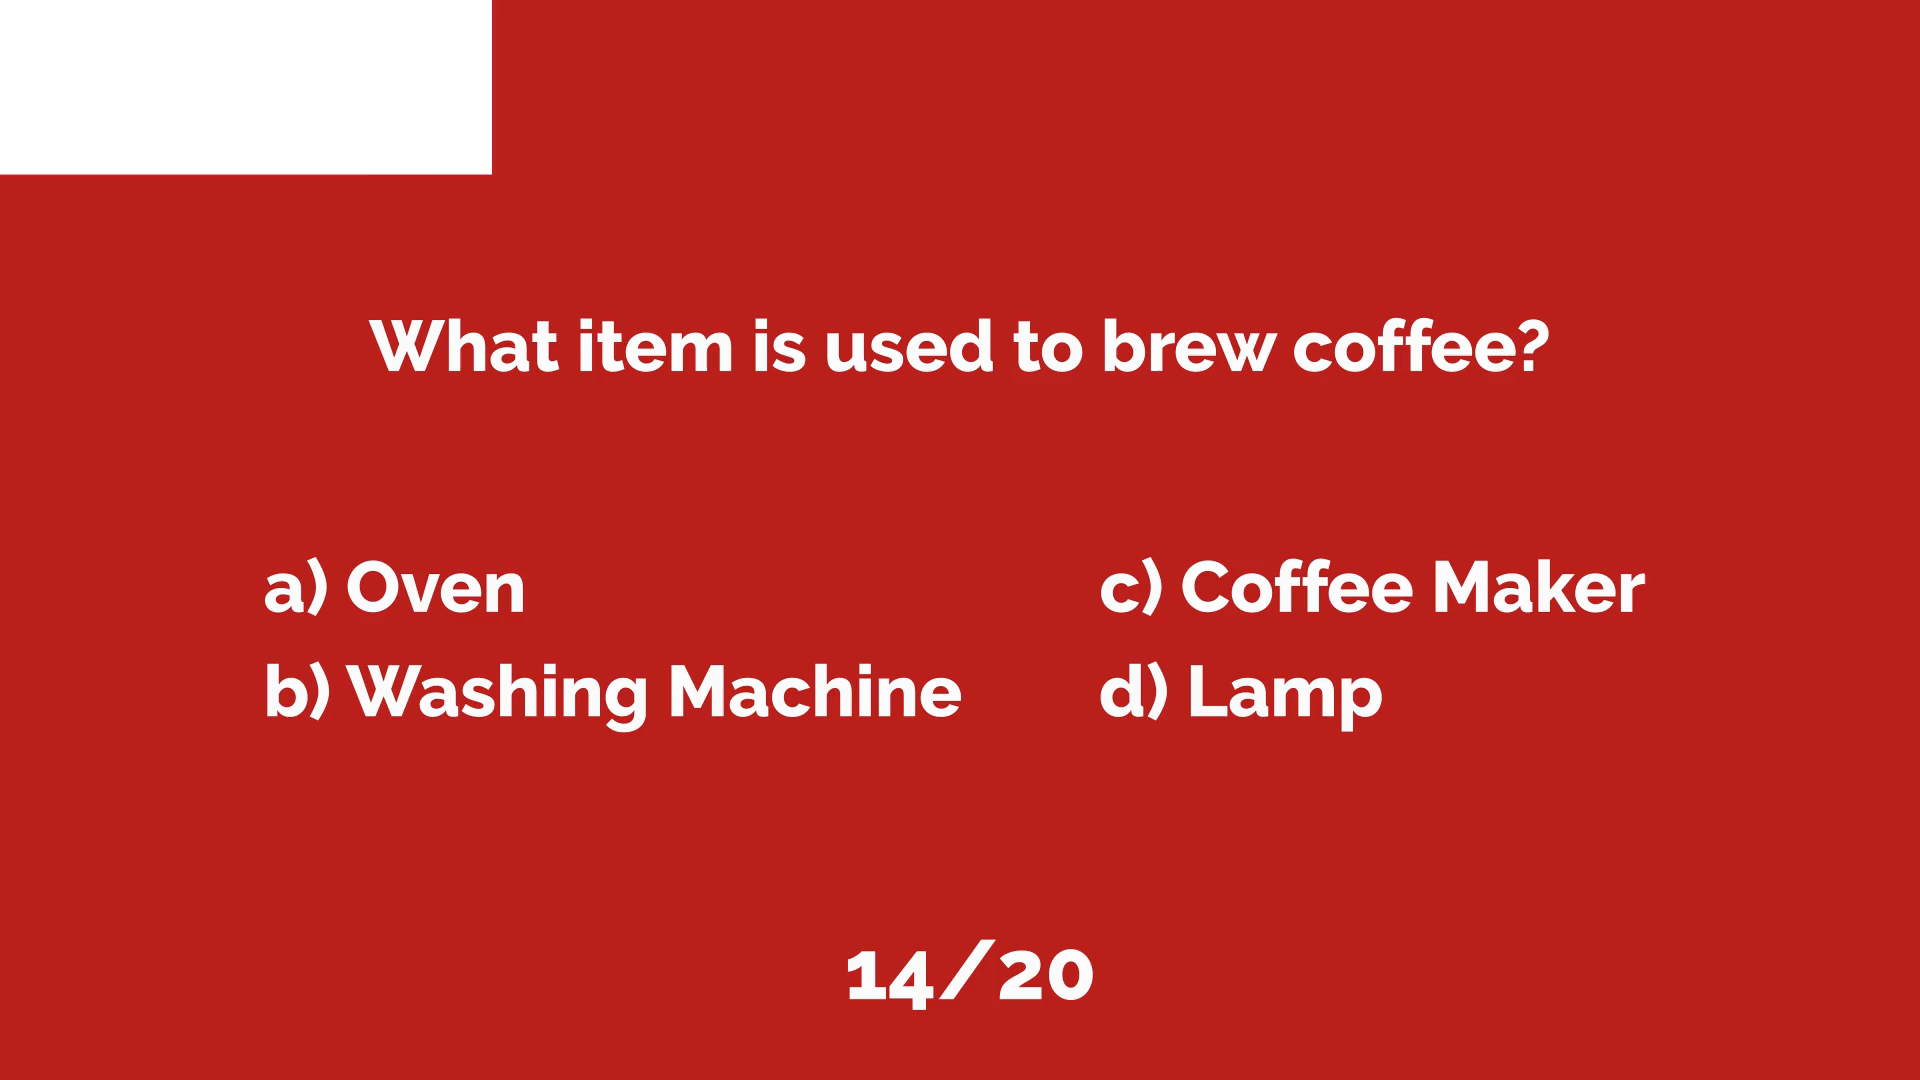 What item is used to brew coffee?
a) Oven
b) Washing Machine
c) Coffee Maker
d) Lamp
14/20